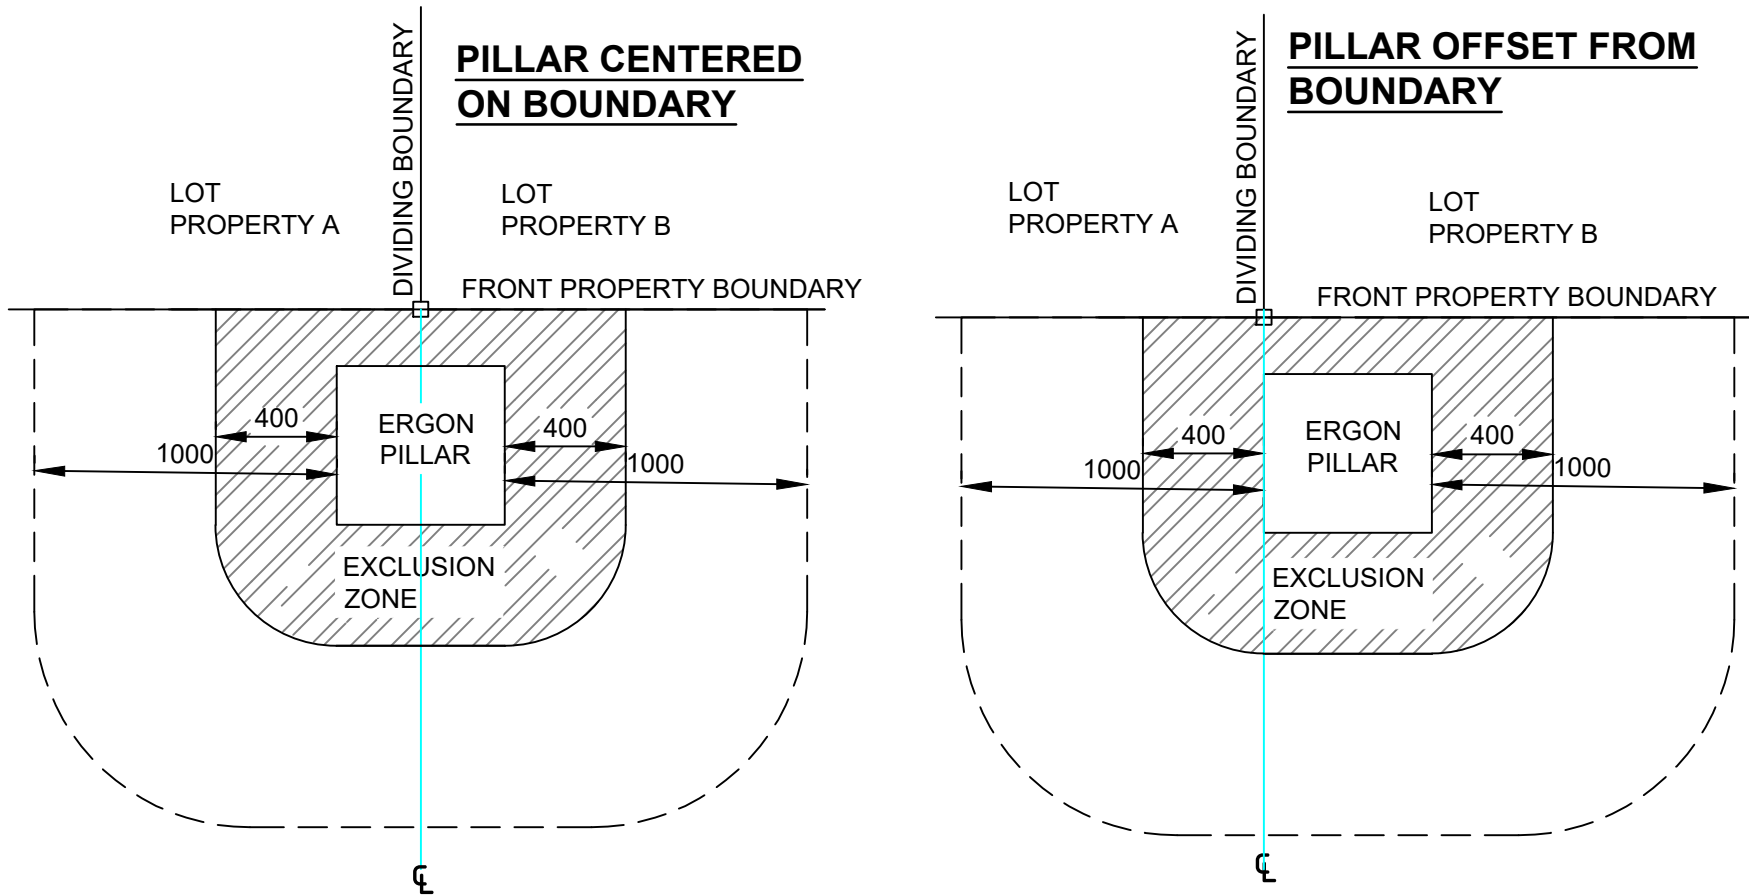 PILLAR CENTERED
ON BOUNDARY
DIVIDING BOUNDARY
LOT
PROPERTY A
LOT
PROPERTY B
FRONT PROPERTY BOUNDARY
400
1000
ERGON
PILLAR
400
1000
EXCLUSION
ZONE
℄
PILLAR OFFSET FROM
BOUNDARY
DIVIDING BOUNDARY
LOT
PROPERTY A
LOT
PROPERTY B
FRONT PROPERTY BOUNDARY
400
1000
ERGON
PILLAR
400
1000
EXCLUSION
ZONE
℄